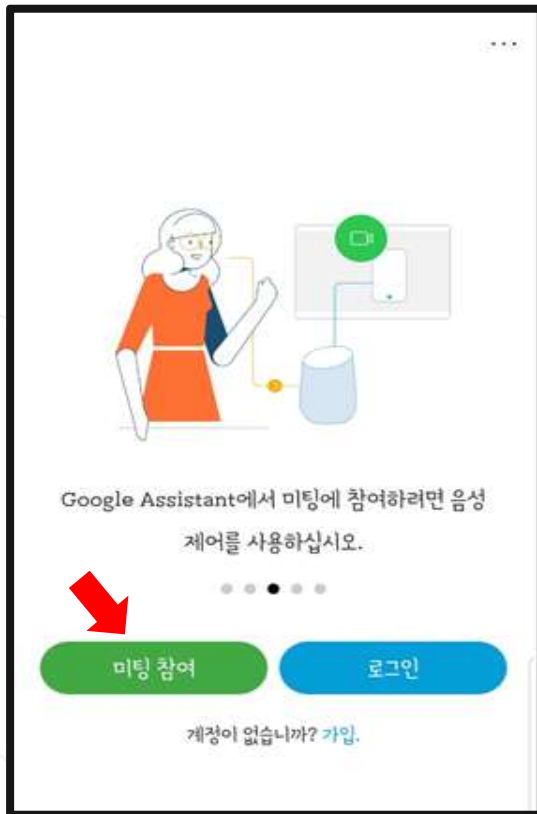 Google Assistant에서 미팅에 참여하려면 음성
제어를 사용하십시오.
미팅 참여
로그인
계정이 없습니까? 가입.